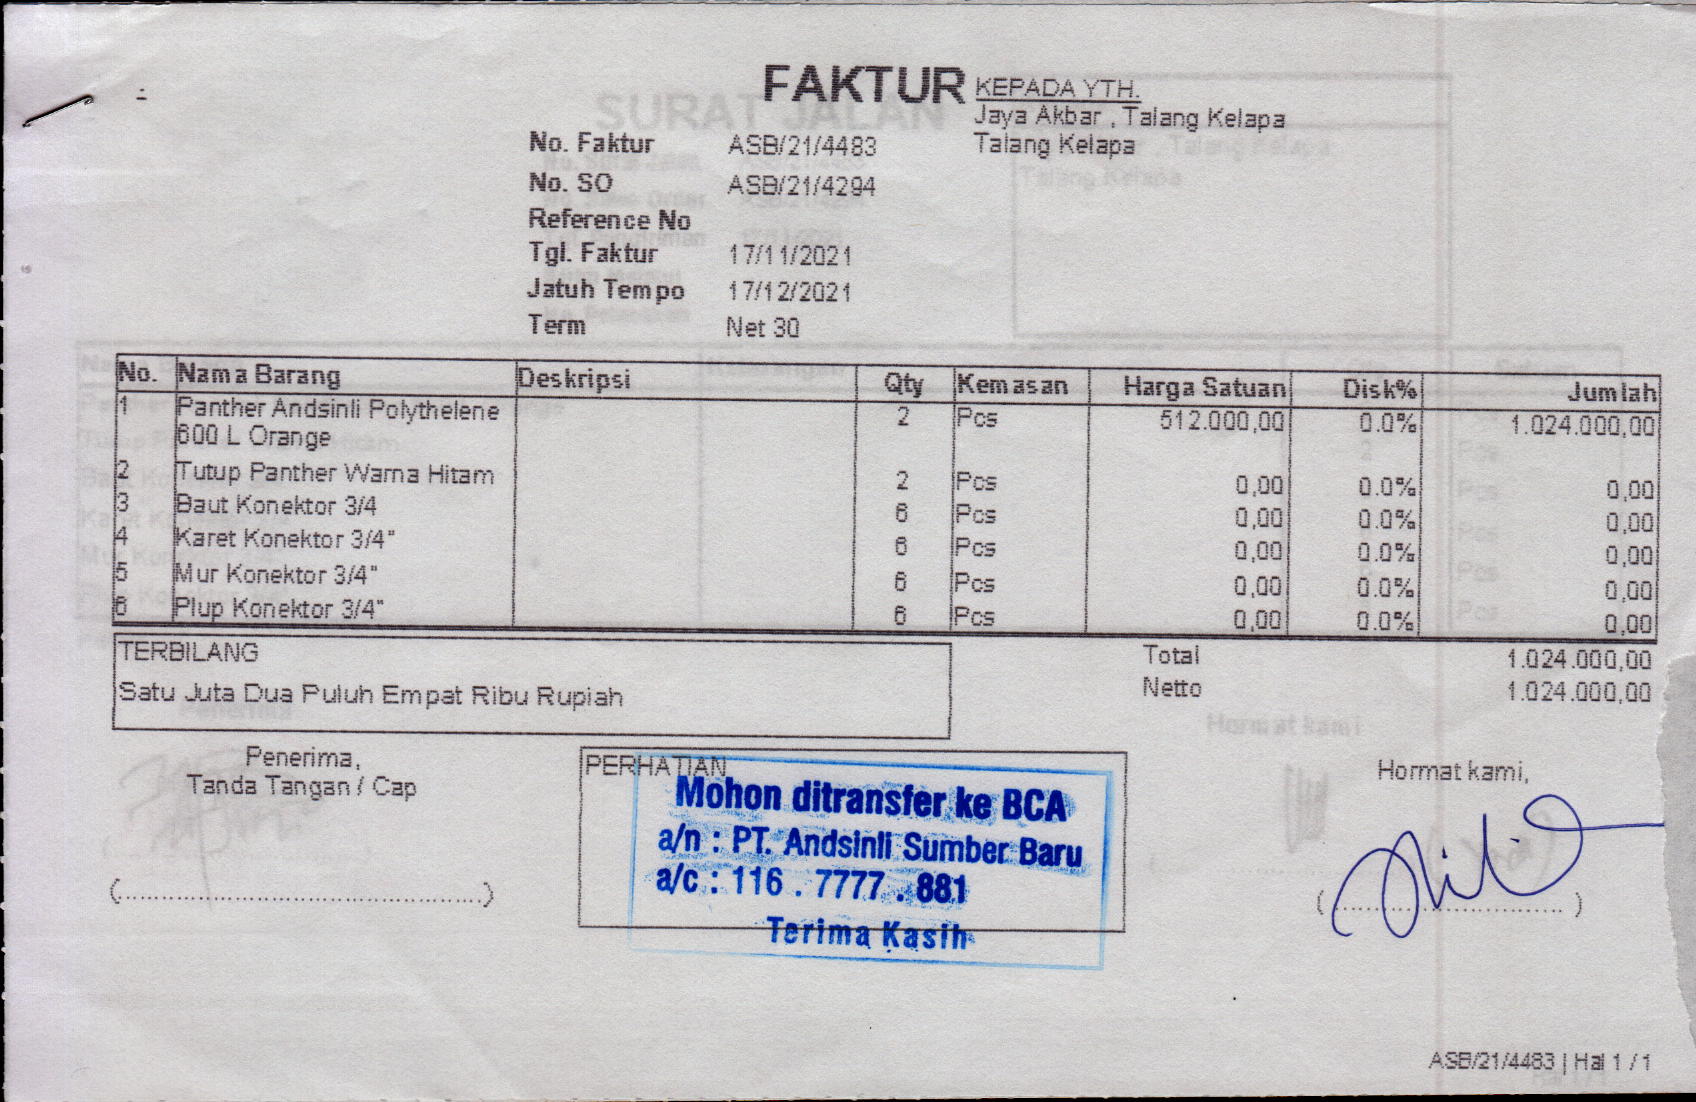 FAKTUR
KEPADA YTH.
Jaya Akbar , Talang Kelapa
Talang Kelapa
No. Faktur ASB/21/4483
No. SO ASB/21/4294
Reference No
Tgl. Faktur 17/11/2021
Jatuh Tempo 17/12/2021
Term Net 30
No. Nama Barang Deskripsi Qty Kemasan Harga Satuan Disk% Jumlah
1 Panther Andsinli Polythelene 2 Pcs 512.000,00 0.0% 1.024.000,00
600 L Orange
2 Tutup Panther Warna Hitam 2 Pcs 0,00 0.0% 0,00
3 Baut Konektor 3/4 6 Pcs 0,00 0.0% 0,00
4 Karet Konektor 3/4" 6 Pcs 0,00 0.0% 0,00
5 Mur Konektor 3/4" 6 Pcs 0,00 0.0% 0,00
6 Plup Konektor 3/4" 6 Pcs 0,00 0.0% 0,00
TERBILANG
Satu Juta Dua Puluh Empat Ribu Rupiah
Total 1.024.000,00
Netto 1.024.000,00
Penerima,
Tanda Tangan / Cap
PERHATIAN
Mohon ditransfer ke BCA
a/n : PT. Andsinli Sumber Baru
a/c : 116 . 7777 . 881
Terima Kasih
Hormat kami,
ASB/21/4483 | Hal 1 / 1
SURAT JALAN
Hormat kami
Penerima